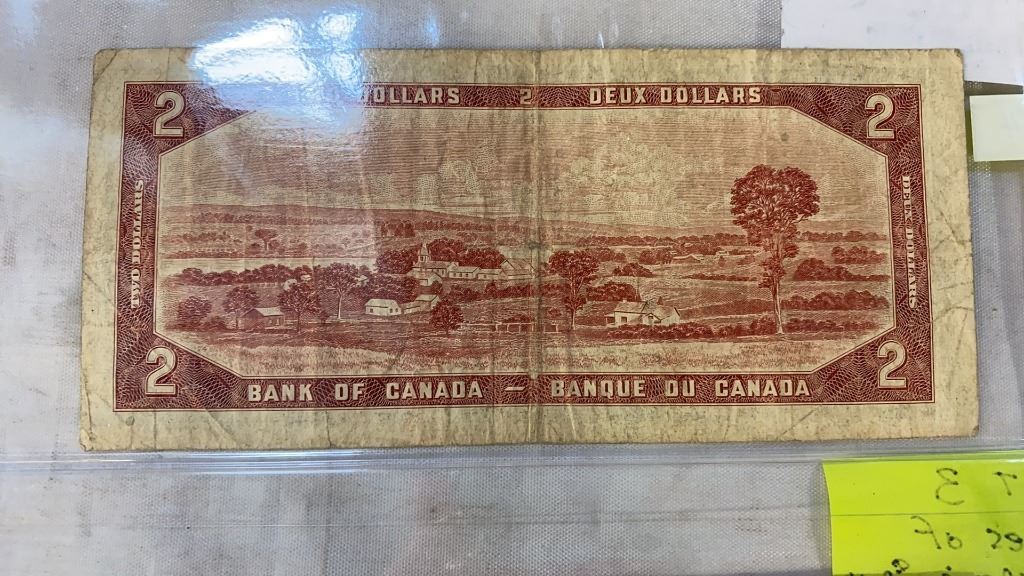 2 DOLLARS 2 DEUX DOLLARS 2
TWO DOLLARS
DEUX DOLLARS
2 BANK OF CANADA — BANQUE DU CANADA 2